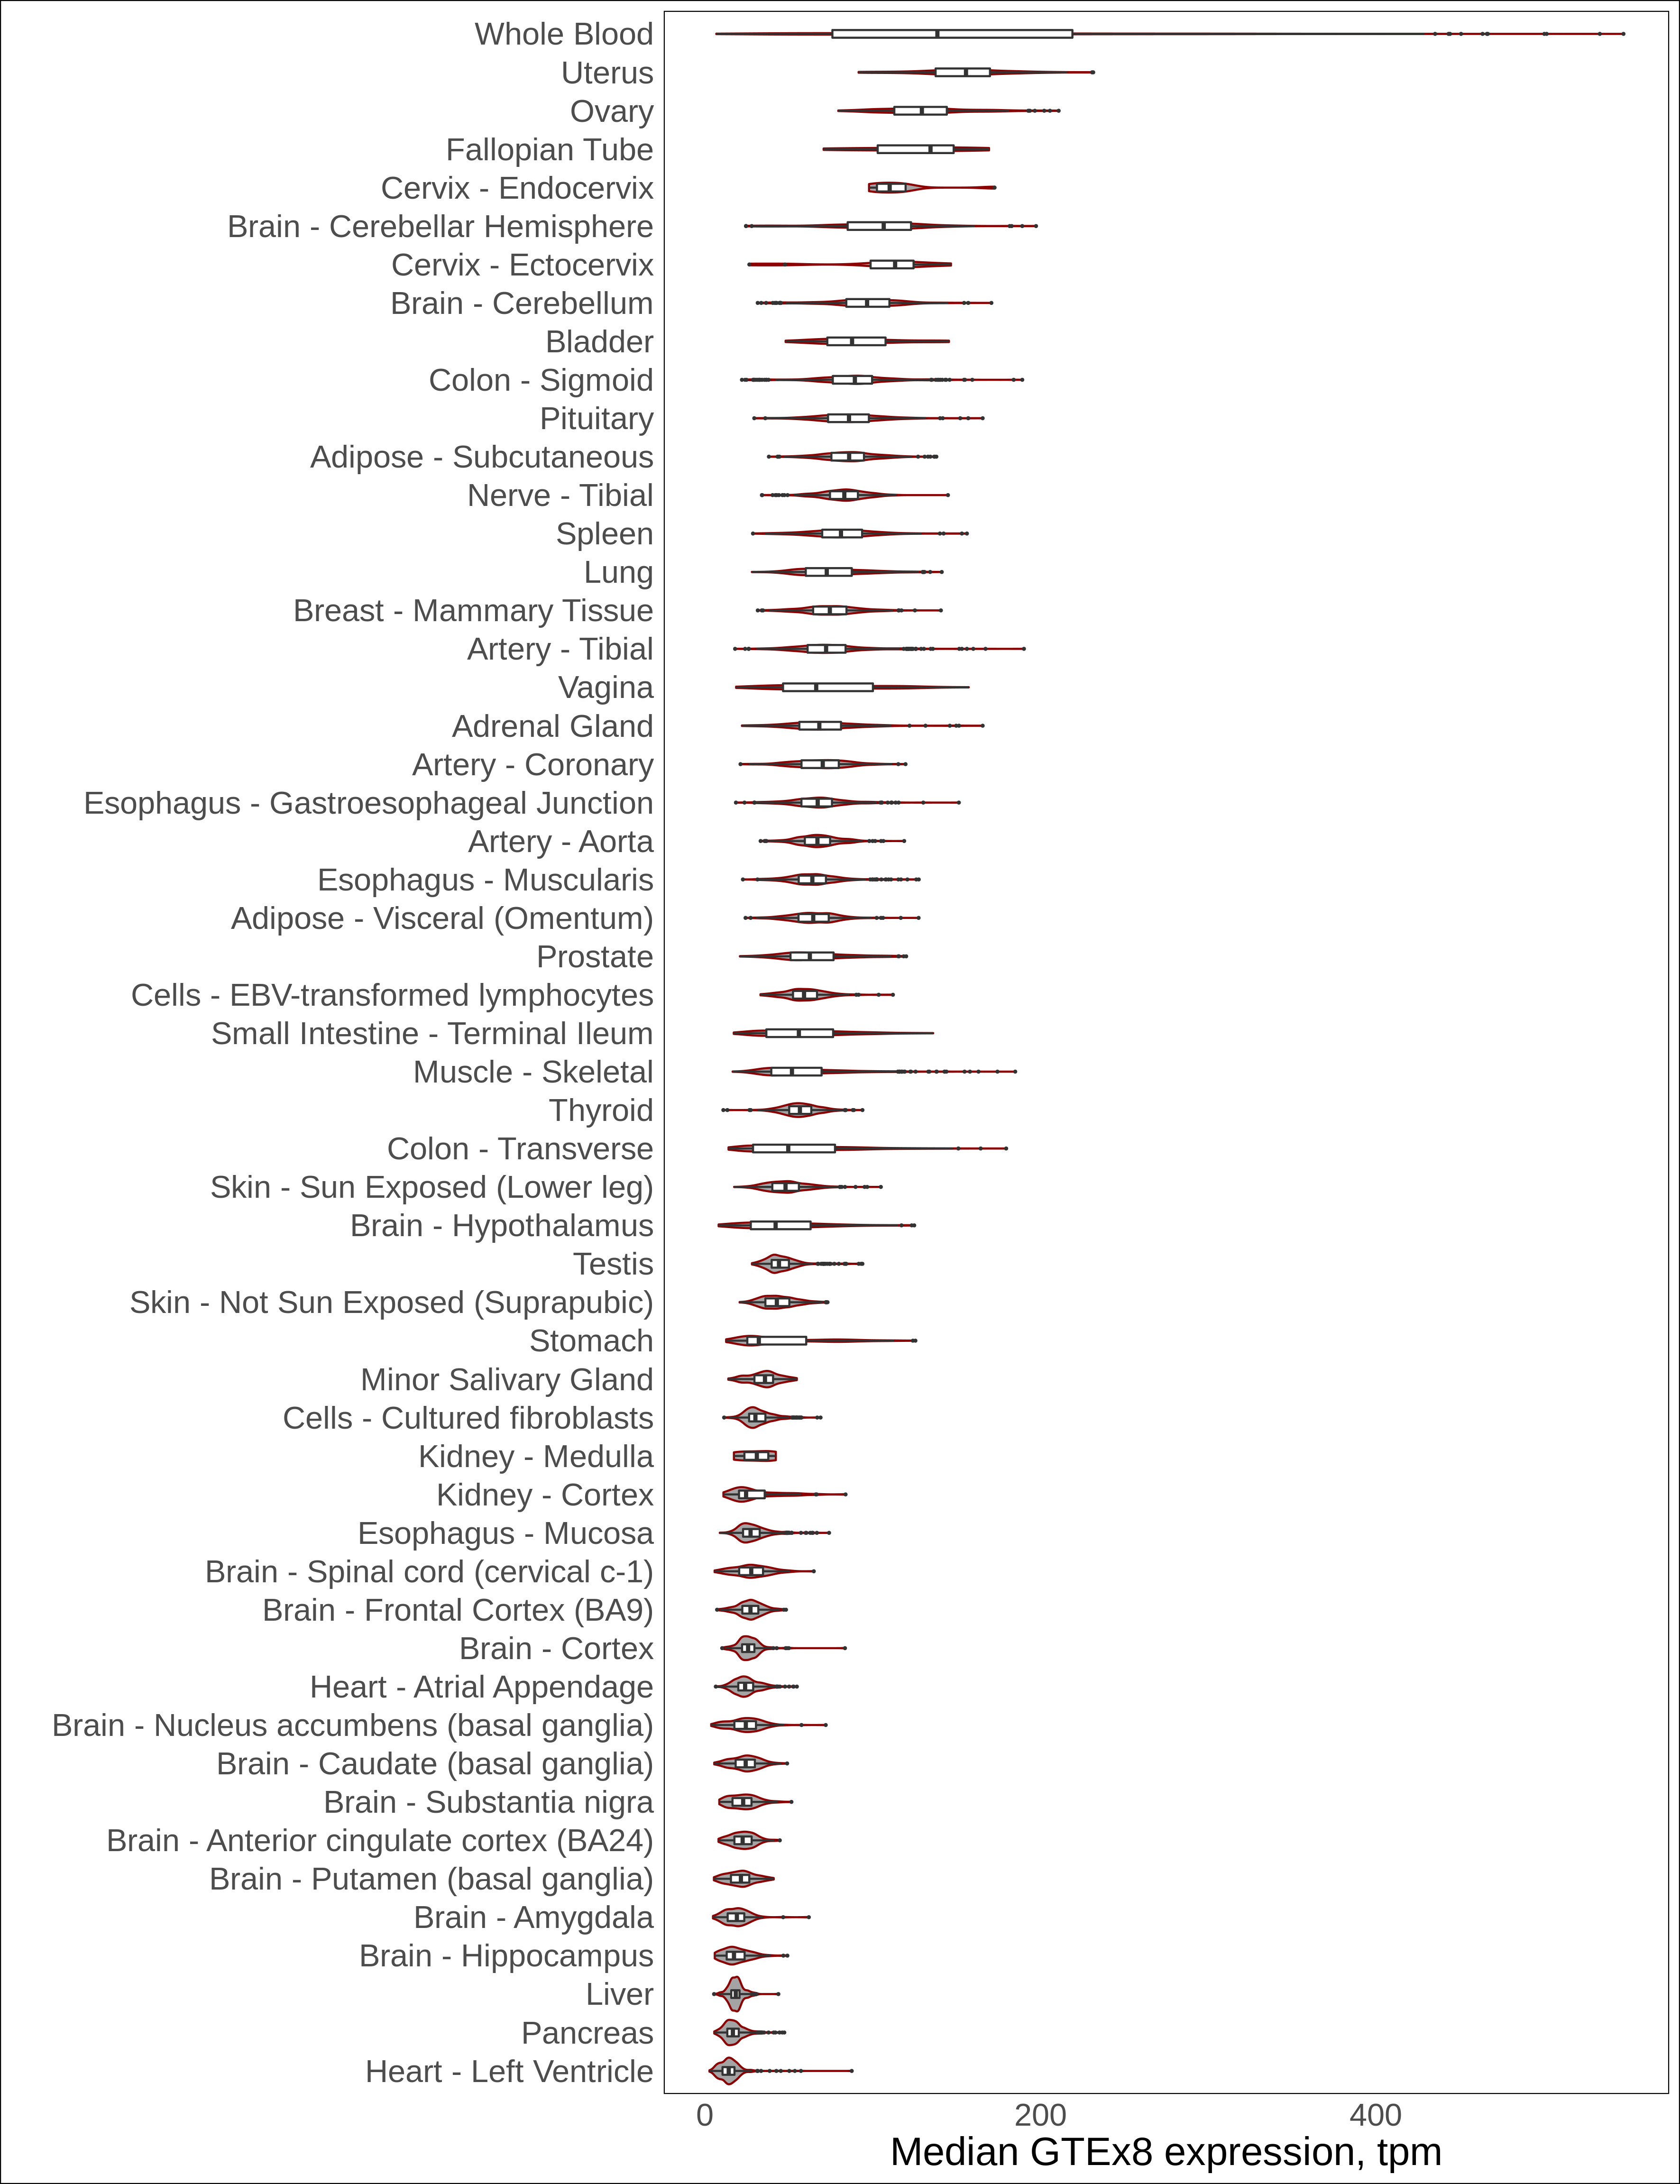 Whole Blood
Uterus
Ovary
Fallopian Tube
Cervix - Endocervix
Brain - Cerebellar Hemisphere
Cervix - Ectocervix
Brain - Cerebellum
Bladder
Colon - Sigmoid
Pituitary
Adipose - Subcutaneous
Nerve - Tibial
Spleen
Lung
Breast - Mammary Tissue
Artery - Tibial
Vagina
Adrenal Gland
Artery - Coronary
Esophagus - Gastroesophageal Junction
Artery - Aorta
Esophagus - Muscularis
Adipose - Visceral (Omentum)
Prostate
Cells - EBV-transformed lymphocytes
Small Intestine - Terminal Ileum
Muscle - Skeletal
Thyroid
Colon - Transverse
Skin - Sun Exposed (Lower leg)
Brain - Hypothalamus
Testis
Skin - Not Sun Exposed (Suprapubic)
Stomach
Minor Salivary Gland
Cells - Cultured fibroblasts
Kidney - Medulla
Kidney - Cortex
Esophagus - Mucosa
Brain - Spinal cord (cervical c-1)
Brain - Frontal Cortex (BA9)
Brain - Cortex
Heart - Atrial Appendage
Brain - Nucleus accumbens (basal ganglia)
Brain - Caudate (basal ganglia)
Brain - Substantia nigra
Brain - Anterior cingulate cortex (BA24)
Brain - Putamen (basal ganglia)
Brain - Amygdala
Brain - Hippocampus
Liver
Pancreas
Heart - Left Ventricle
0 200 400
Median GTEx8 expression, tpm